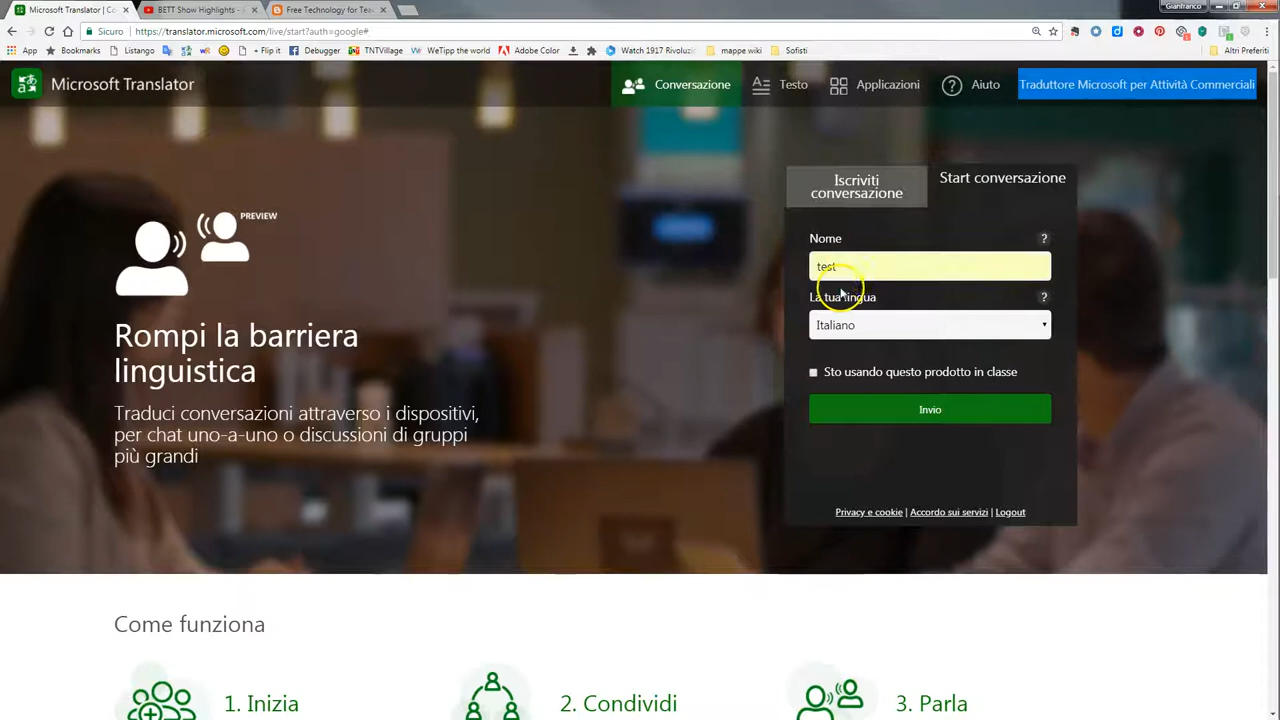 Microsoft Translator | Co
BETT Show Highlights -
Free Technology for Tea
Gianfranco
Sicuro
https://translator.microsoft.com/live/start?auth=google#
App
Bookmarks
Listango
+ Flip it
Debugger
TNTVillage
WeTipp the world
Adobe Color
Watch 1917 Rivoluzi
mappe wiki
Sofisti
Altri Preferiti
Microsoft Translator
Conversazione
Testo
Applicazioni
Aiuto
Traduttore Microsoft per Attività Commerciali
PREVIEW
Rompi la barriera
linguistica
Traduci conversazioni attraverso i dispositivi,
per chat uno-a-uno o discussioni di gruppi
più grandi
Iscriviti
conversazione
Start conversazione
Nome
?
test
La tua lingua
?
Italiano
Sto usando questo prodotto in classe
Invio
Privacy e cookie | Accordo sui servizi | Logout
Come funziona
1. Inizia
2. Condividi
3. Parla